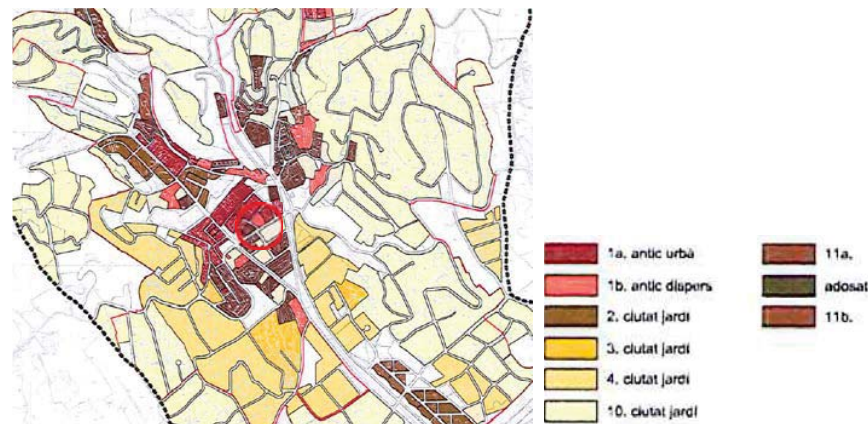 1a. antic urbà
1b. antic dispers
2. ciutat jardí
3. ciutat jardí
4. ciutat jardí
10. ciutat jardí
11a.
adosat
11b.